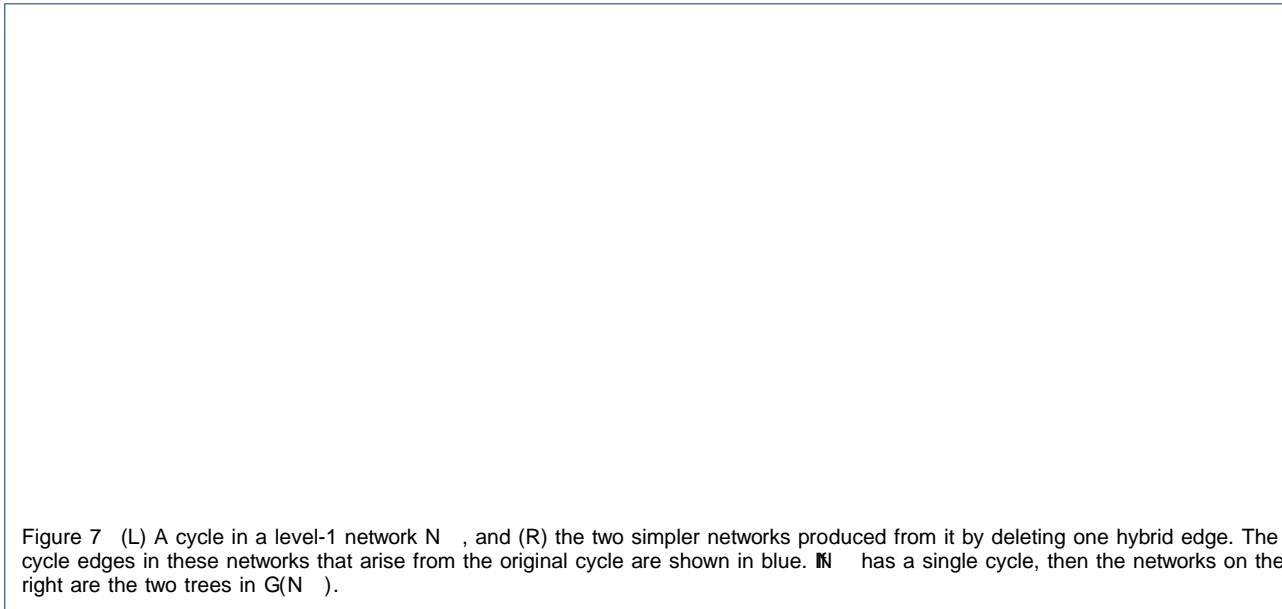 Figure 7 (L) A cycle in a level-1 network N , and (R) the two simpler networks produced from it by deleting one hybrid edge. The
cycle edges in these networks that arise from the original cycle are shown in blue. N has a single cycle, then the networks on the
right are the two trees in G(N ).